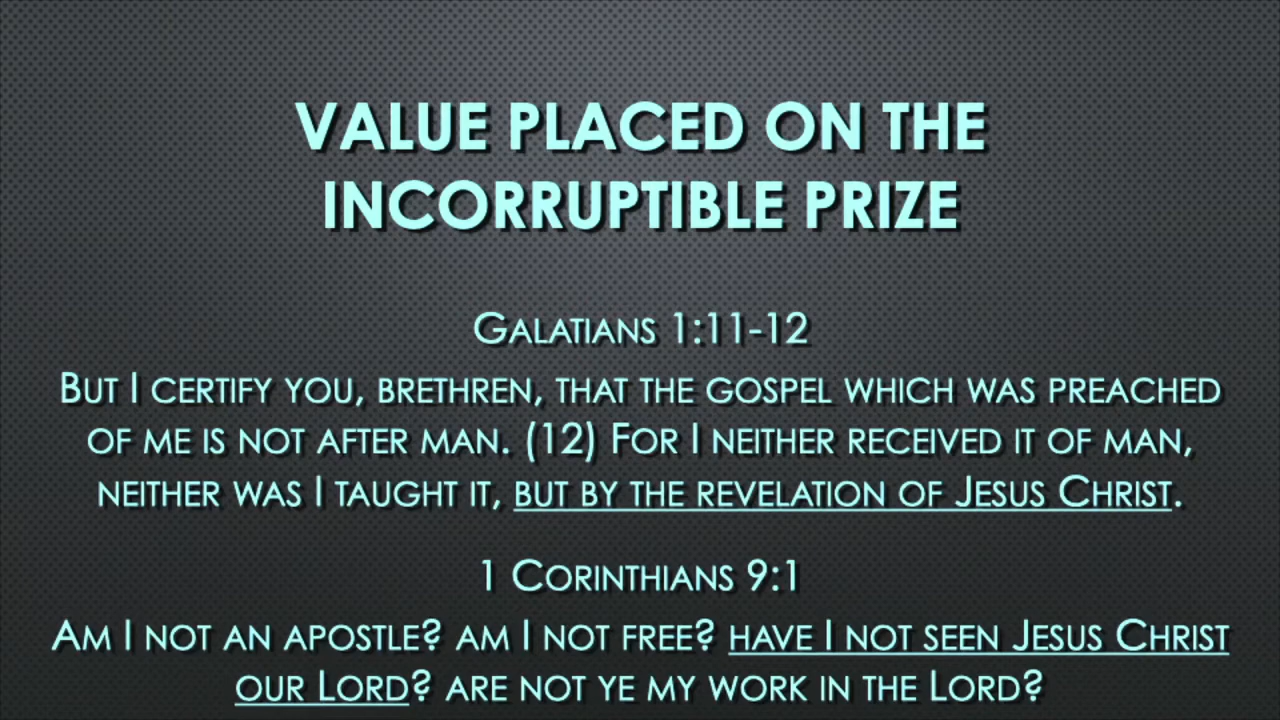 VALUE PLACED ON THE
INCORRUPTIBLE PRIZE
GALATIANS 1:11-12
BUT I CERTIFY YOU, BRETHREN, THAT THE GOSPEL WHICH WAS PREACHED
OF ME IS NOT AFTER MAN. (12) FOR I NEITHER RECEIVED IT OF MAN,
NEITHER WAS I TAUGHT IT, BUT BY THE REVELATION OF JESUS CHRIST.
1 CORINTHIANS 9:1
AM I NOT AN APOSTLE? AM I NOT FREE? HAVE I NOT SEEN JESUS CHRIST
OUR LORD? ARE NOT YE MY WORK IN THE LORD?